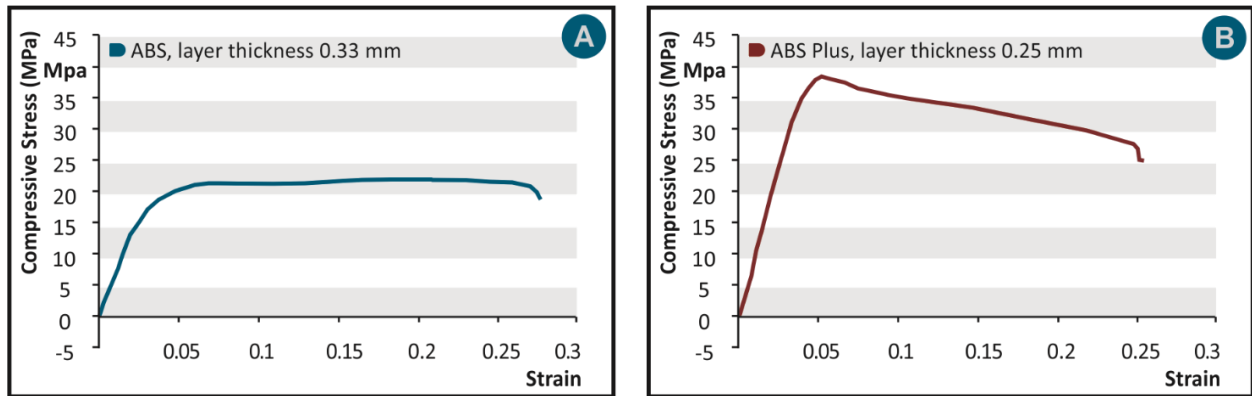 A
ABS, layer thickness 0.33 mm
Compressive Stress (MPa)
45
Mpa
35
30
25
20
15
10
5
0
-5
0.05 0.1 0.15 0.2 0.25 0.3
Strain
B
ABS Plus, layer thickness 0.25 mm
Compressive Stress (MPa)
45
Mpa
35
30
25
20
15
10
5
0
-5
0.05 0.1 0.15 0.2 0.25 0.3
Strain